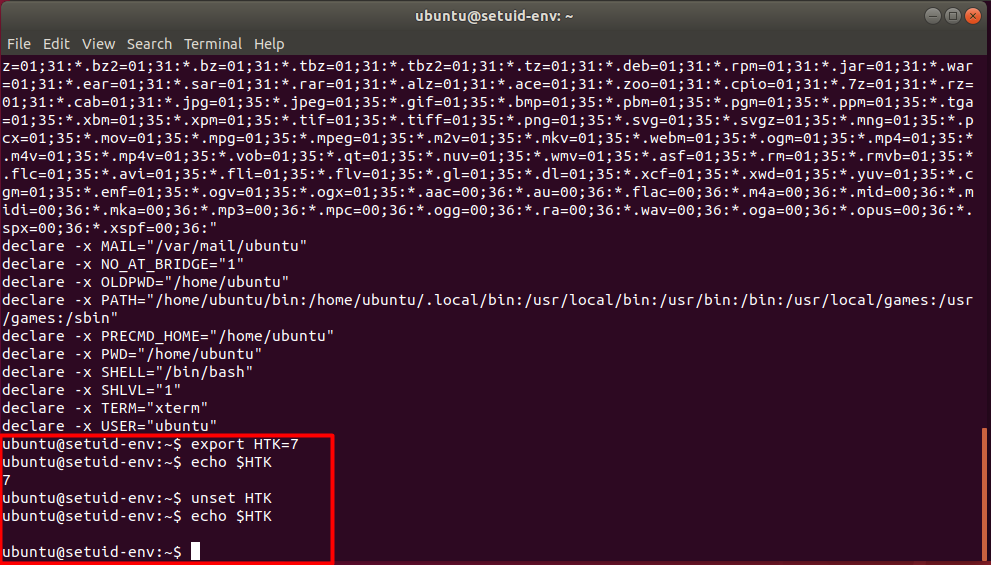 ubuntu@setuid-env: ~
File Edit View Search Terminal Help
z=01;31:*.bz2=01;31:*.bz=01;31:*.tbz=01;31:*.tbz2=01;31:*.tz=01;31:*.deb=01;31:*.rpm=01;31:*.jar=01;31:*.war
=01;31:*.ear=01;31:*.sar=01;31:*.rar=01;31:*.alz=01;31:*.ace=01;31:*.zoo=01;31:*.cpio=01;31:*.7z=01;31:*.rz=
01;31:*.cab=01;31:*.jpg=01;35:*.jpeg=01;35:*.gif=01;35:*.bmp=01;35:*.pbm=01;35:*.pgm=01;35:*.ppm=01;35:*.tga
=01;35:*.xbm=01;35:*.xpm=01;35:*.tif=01;35:*.tiff=01;35:*.png=01;35:*.svg=01;35:*.svgz=01;35:*.mng=01;35:*.p
cx=01;35:*.mov=01;35:*.mpg=01;35:*.mpeg=01;35:*.m2v=01;35:*.mkv=01;35:*.webm=01;35:*.ogm=01;35:*.mp4=01;35:*
.m4v=01;35:*.mp4v=01;35:*.vob=01;35:*.qt=01;35:*.nuv=01;35:*.wmv=01;35:*.asf=01;35:*.rm=01;35:*.rmvb=01;35:*
.flc=01;35:*.avi=01;35:*.fli=01;35:*.flv=01;35:*.gl=01;35:*.dl=01;35:*.xcf=01;35:*.xwd=01;35:*.yuv=01;35:*.c
gm=01;35:*.emf=01;35:*.ogv=01;35:*.ogx=01;35:*.aac=00;36:*.au=00;36:*.flac=00;36:*.m4a=00;36:*.mid=00;36:*.m
idi=00;36:*.mka=00;36:*.mp3=00;36:*.mpc=00;36:*.ogg=00;36:*.ra=00;36:*.wav=00;36:*.oga=00;36:*.opus=00;36:*.
spx=00;36:*.xspf=00;36:"
declare -x MAIL="/var/mail/ubuntu"
declare -x NO_AT_BRIDGE="1"
declare -x OLDPWD="/home/ubuntu"
declare -x PATH="/home/ubuntu/bin:/home/ubuntu/.local/bin:/usr/local/bin:/usr/bin:/bin:/usr/local/games:/usr
/games:/sbin"
declare -x PRECMD_HOME="/home/ubuntu"
declare -x PWD="/home/ubuntu"
declare -x SHELL="/bin/bash"
declare -x SHLVL="1"
declare -x TERM="xterm"
declare -x USER="ubuntu"
ubuntu@setuid-env:~$ export HTK=7
ubuntu@setuid-env:~$ echo $HTK
7
ubuntu@setuid-env:~$ unset HTK
ubuntu@setuid-env:~$ echo $HTK
ubuntu@setuid-env:~$